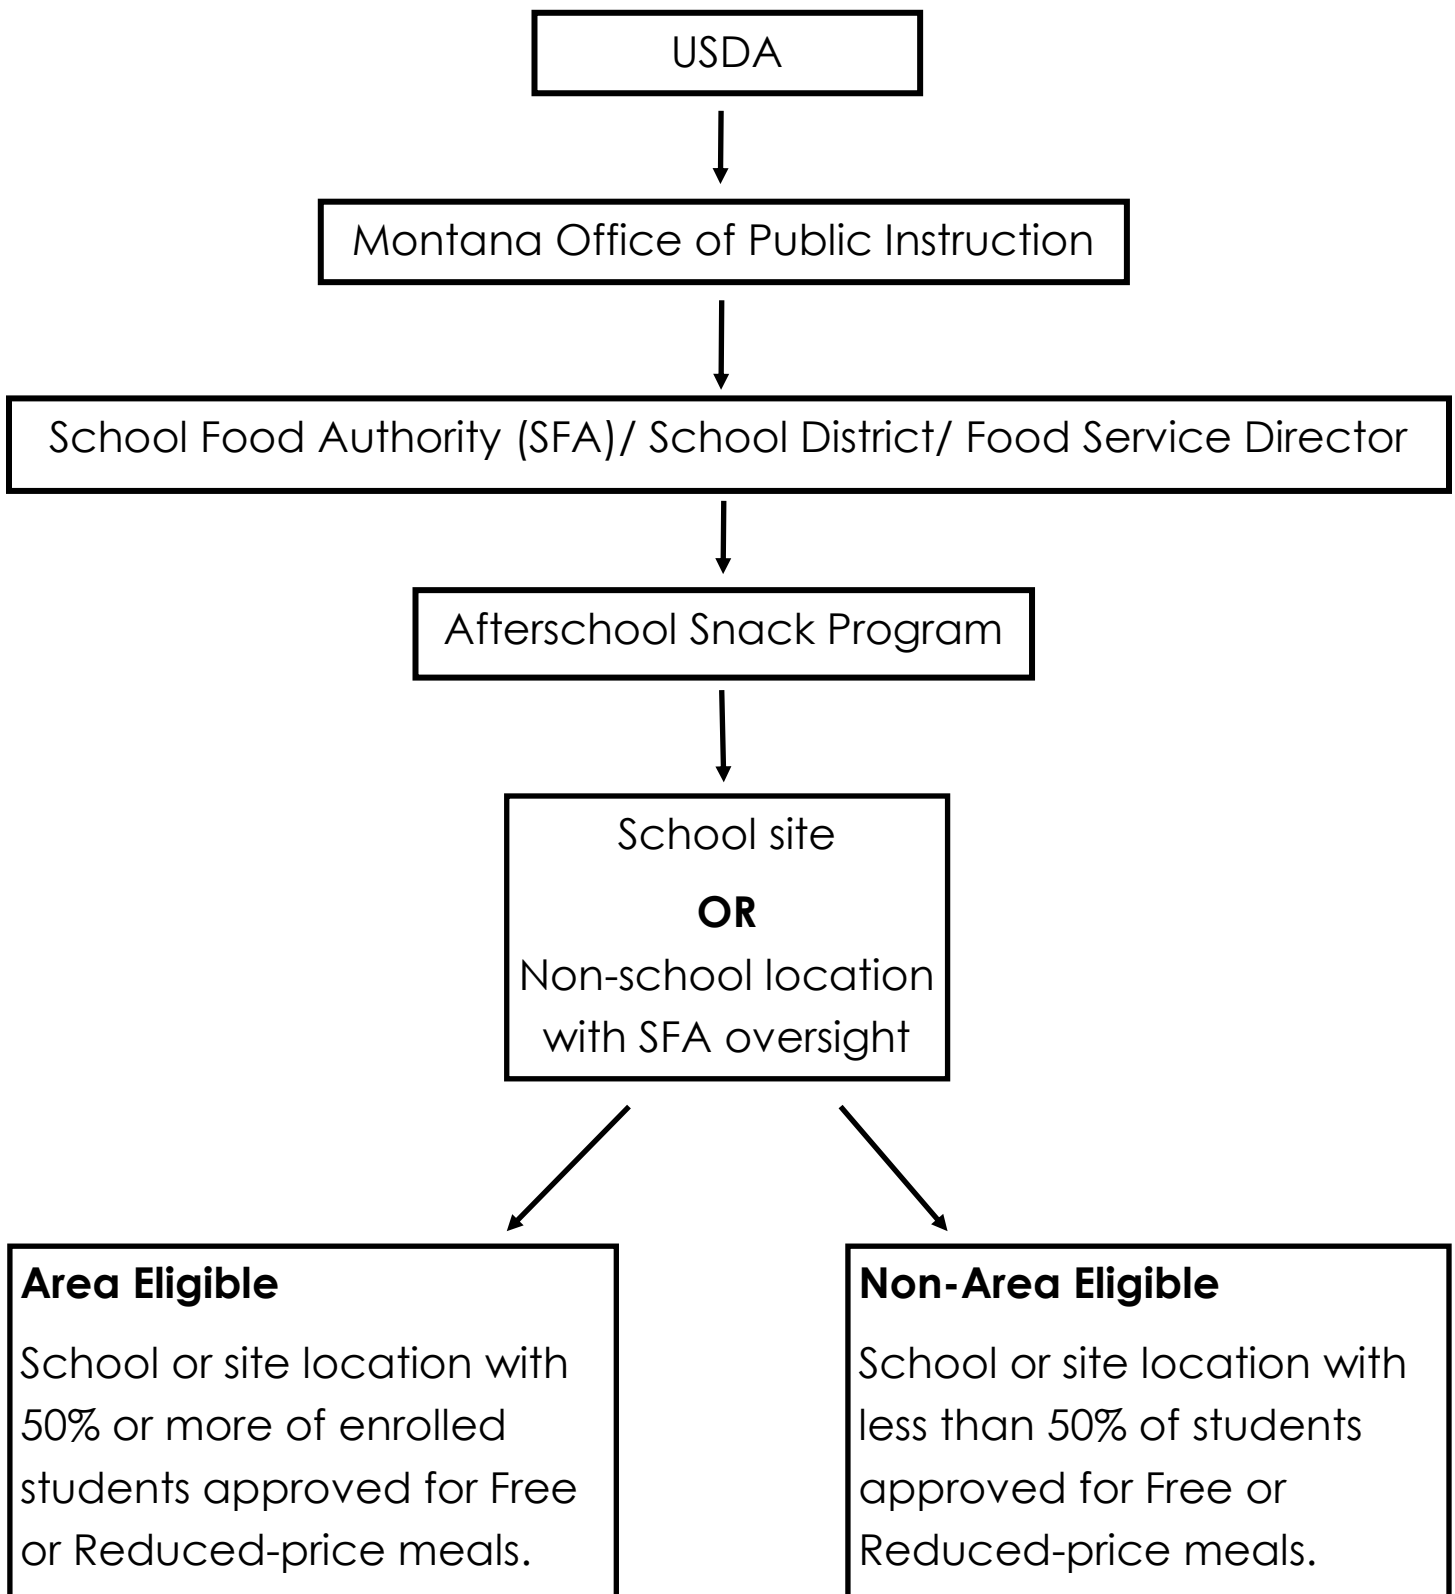 USDA
Montana Office of Public Instruction
School Food Authority (SFA)/ School District/ Food Service Director
Afterschool Snack Program
School site
OR
Non-school location
with SFA oversight
Area Eligible
School or site location with
50% or more of enrolled
students approved for Free
or Reduced-price meals.
Non-Area Eligible
School or site location with
less than 50% of students
approved for Free or
Reduced-price meals.